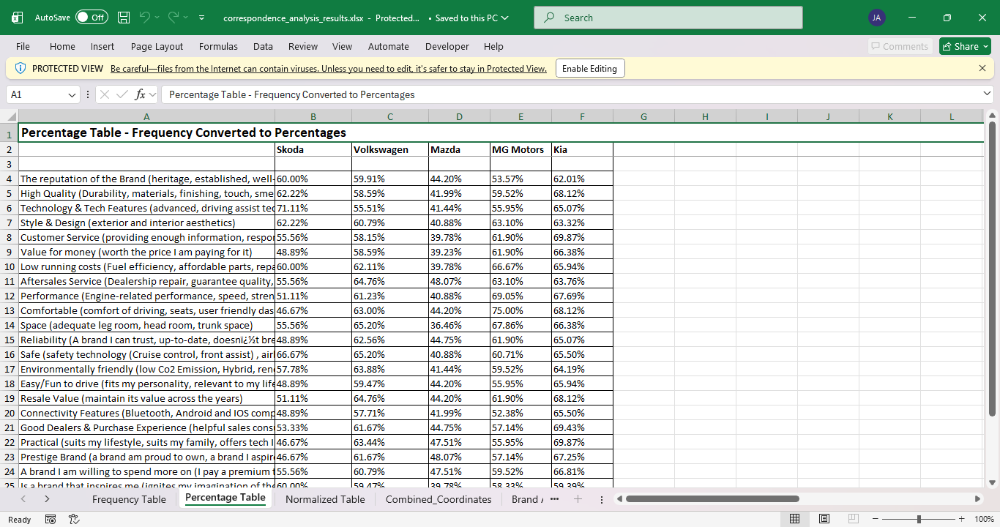 AutoSave Off correspondence_analysis_results.xlsx - Protected... • Saved to this PC Search JA
File Home Insert Page Layout Formulas Data Review View Automate Developer Help Comments Share
PROTECTED VIEW Be careful—files from the Internet can contain viruses. Unless you need to edit, it's safer to stay in Protected View. Enable Editing
A1 fx Percentage Table - Frequency Converted to Percentages
A B C D E F G H I J K L
1 Percentage Table - Frequency Converted to Percentages
2 Skoda Volkswagen Mazda MG Motors Kia
3
4 The reputation of the Brand (heritage, established, well- 60.00% 59.91% 44.20% 53.57% 62.01%
5 High Quality (Durability, materials, finishing, touch, sme 62.22% 58.59% 41.99% 59.52% 68.12%
6 Technology & Tech Features (advanced, driving assist tec 71.11% 55.51% 41.44% 55.95% 65.07%
7 Style & Design (exterior and interior aesthetics) 62.22% 60.79% 40.88% 63.10% 63.32%
8 Customer Service (providing enough information, respor 55.56% 58.15% 39.78% 61.90% 69.87%
9 Value for money (worth the price I am paying for it) 48.89% 58.59% 39.23% 61.90% 66.38%
10 Low running costs (Fuel efficiency, affordable parts, repa 60.00% 62.11% 39.78% 66.67% 65.94%
11 Aftersales Service (Dealership repair, guarantee quality, 55.56% 64.76% 48.07% 63.10% 63.76%
12 Performance (Engine-related performance, speed, stren 51.11% 61.23% 40.88% 69.05% 67.69%
13 Comfortable (comfort of driving, seats, user friendly das 46.67% 63.00% 44.20% 75.00% 68.12%
14 Space (adequate leg room, head room, trunk space) 55.56% 65.20% 36.46% 67.86% 66.38%
15 Reliability (A brand I can trust, up-to-date, doesnï¿½t bre 48.89% 62.56% 44.75% 61.90% 65.07%
16 Safe (safety technology (Cruise control, front assist) , airl 66.67% 65.20% 40.88% 60.71% 65.50%
17 Environmentally friendly (low Co2 Emission, Hybrid, ren 57.78% 63.88% 41.44% 59.52% 64.19%
18 Easy/Fun to drive (fits my personality, relevant to my life 48.89% 59.47% 44.20% 55.95% 65.94%
19 Resale Value (maintain its value across the years) 51.11% 64.76% 44.20% 61.90% 68.12%
20 Connectivity Features (Bluetooth, Android and IOS comp 48.89% 57.71% 41.99% 52.38% 65.50%
21 Good Dealers & Purchase Experience (helpful sales cons 53.33% 61.67% 44.75% 57.14% 69.43%
22 Practical (suits my lifestyle, suits my family, offers tech I 46.67% 63.44% 47.51% 55.95% 69.87%
23 Prestige Brand (a brand am proud to own, a brand I aspir 46.67% 61.67% 48.07% 57.14% 67.25%
24 A brand I am willing to spend more on (I pay a premium t 55.56% 60.79% 47.51% 59.52% 66.81%
25 Is a brand that inspires me (ignites my imagination of the 60.00% 59.47% 39.78% 58.33% 59.39%
Frequency Table Percentage Table Normalized Table Combined_Coordinates Brand
Ready 100%